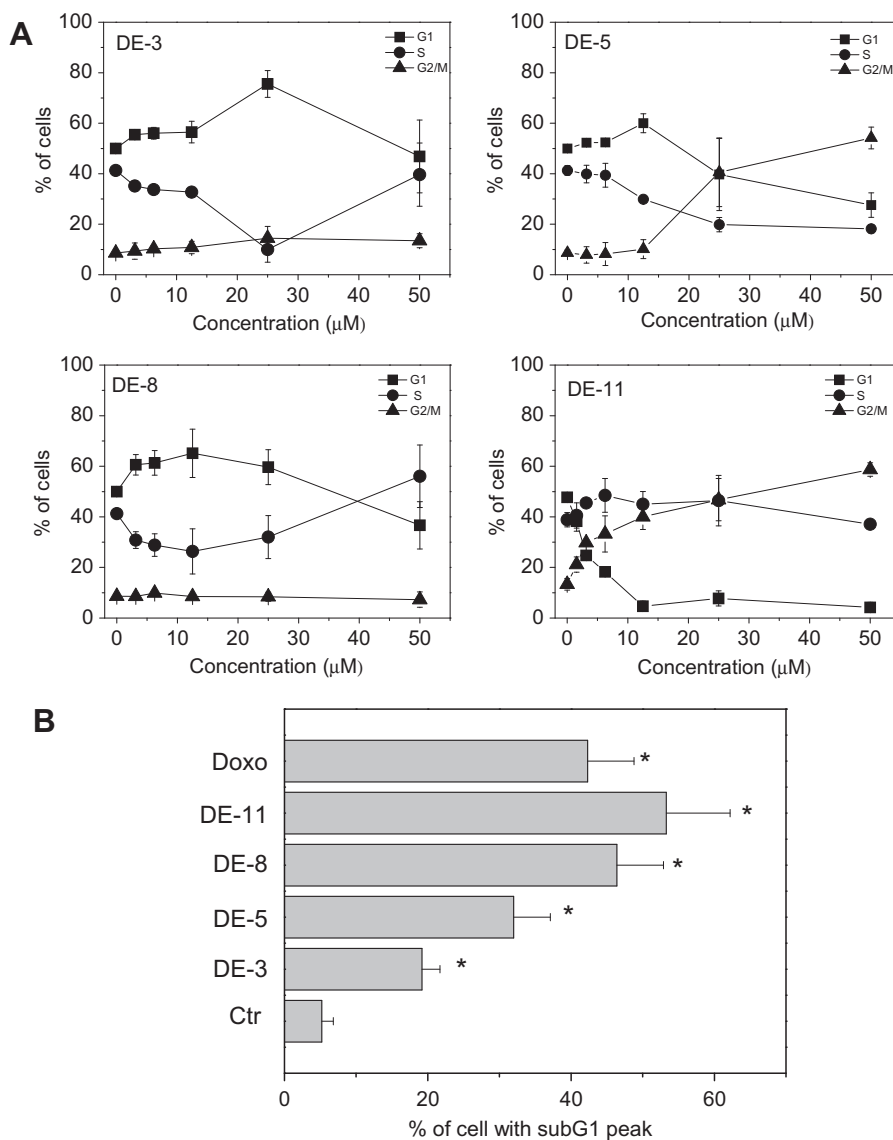 A
DE-3
G1
S
G2/M
% of cells
100
80
60
40
20
0
0 10 20 30 40 50
Concentration (μM)
DE-5
G1
S
G2/M
% of cells
100
80
60
40
20
0
0 10 20 30 40 50
Concentration (μM)
DE-8
G1
S
G2/M
% of cells
100
80
60
40
20
0
0 10 20 30 40 50
Concentration (μM)
DE-11
G1
S
G2/M
% of cells
100
80
60
40
20
0
0 10 20 30 40 50
Concentration (μM)
B
Doxo *
DE-11 *
DE-8 *
DE-5 *
DE-3 *
Ctr
0 20 40 60
% of cell with subG1 peak